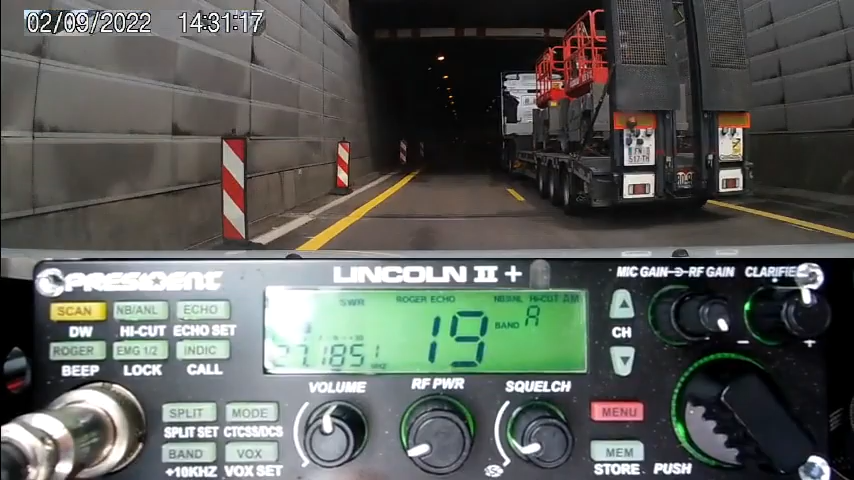 02/09/2022 14:31:17
PRESIDENT LINCOLN II + MIC GAIN RF GAIN CLARIFIER
SCAN NB/ANL ECHO
DW HI-CUT ECHO SET
ROGER EMG 1/2 INDIC
BEEP LOCK CALL
SWR ROGER ECHO NB/ANL HI-CUT AM
19 BAND A
27.1851 MHz
CH
VOLUME RF PWR SQUELCH
SPLIT MODE
SPLIT SET CTCSS/DCS
BAND VOX
+10KHZ VOX SET
MENU
MEM
STORE PUSH
- +